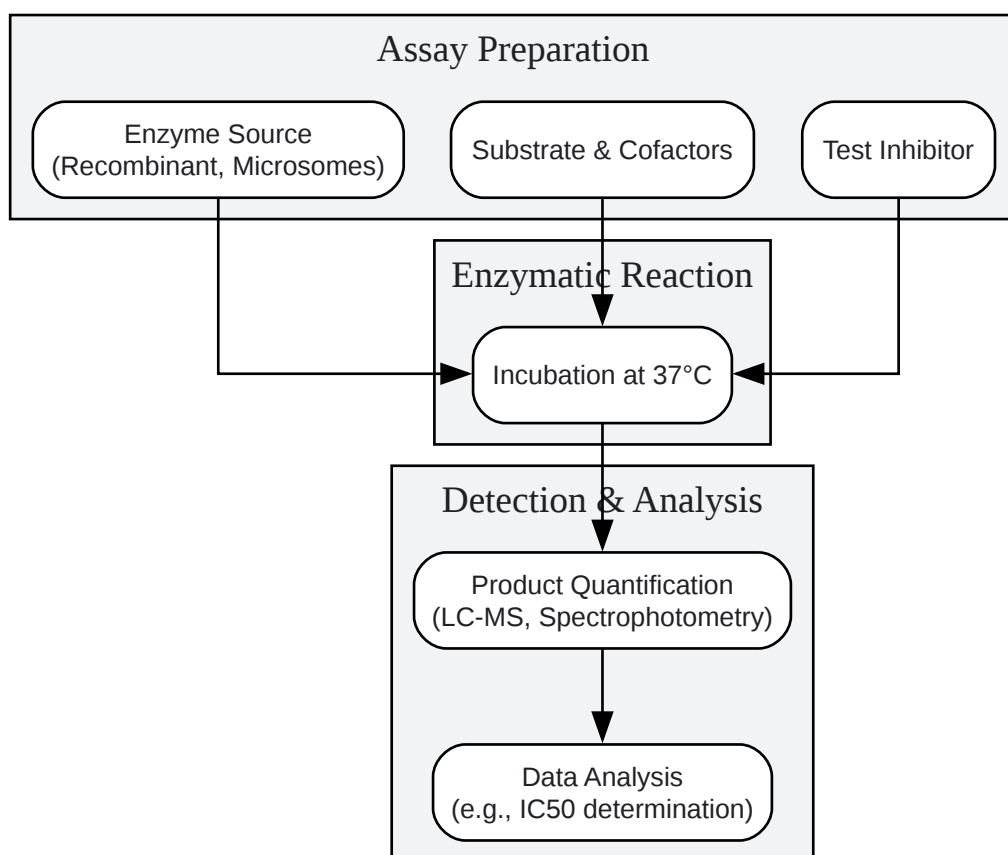 Assay Preparation
Enzyme Source
(Recombinant, Microsomes)
Substrate & Cofactors
Test Inhibitor
Enzymatic Reaction
Incubation at 37°C
Detection & Analysis
Product Quantification
(LC-MS, Spectrophotometry)
Data Analysis
(e.g., IC50 determination)